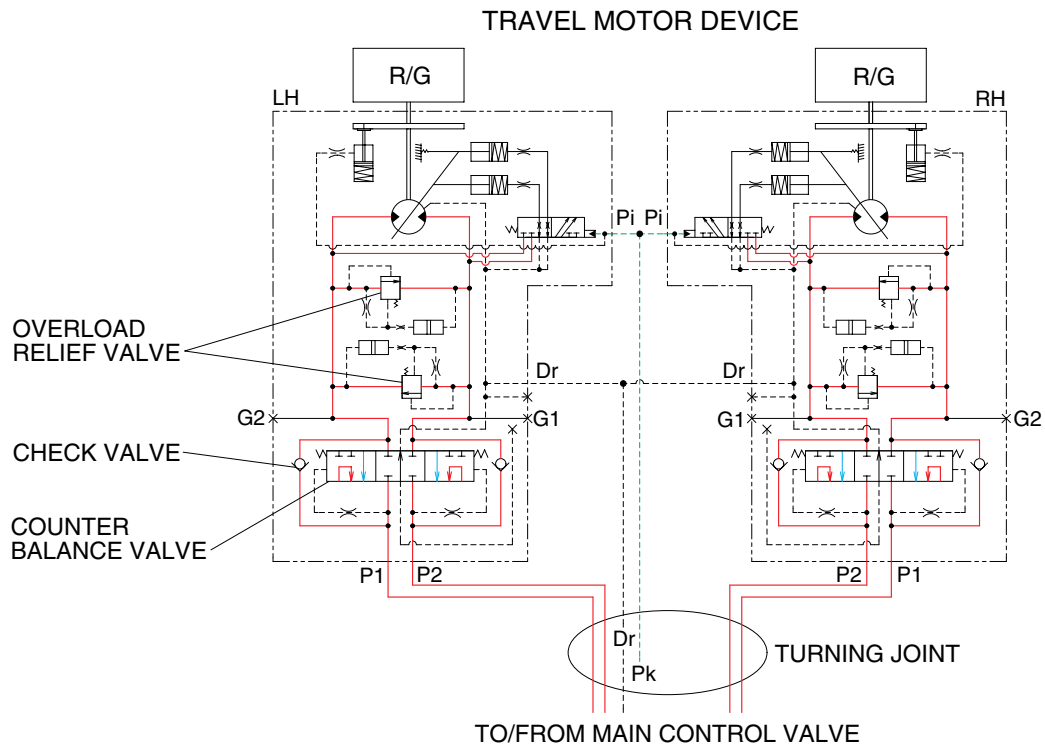 TRAVEL MOTOR DEVICE
R/G
R/G
LH
RH
Pi
Pi
OVERLOAD
RELIEF VALVE
Dr
Dr
G2
G1
G1
G2
CHECK VALVE
COUNTER
BALANCE VALVE
P1
P2
P2
P1
Dr
TURNING JOINT
Pk
TO/FROM MAIN CONTROL VALVE